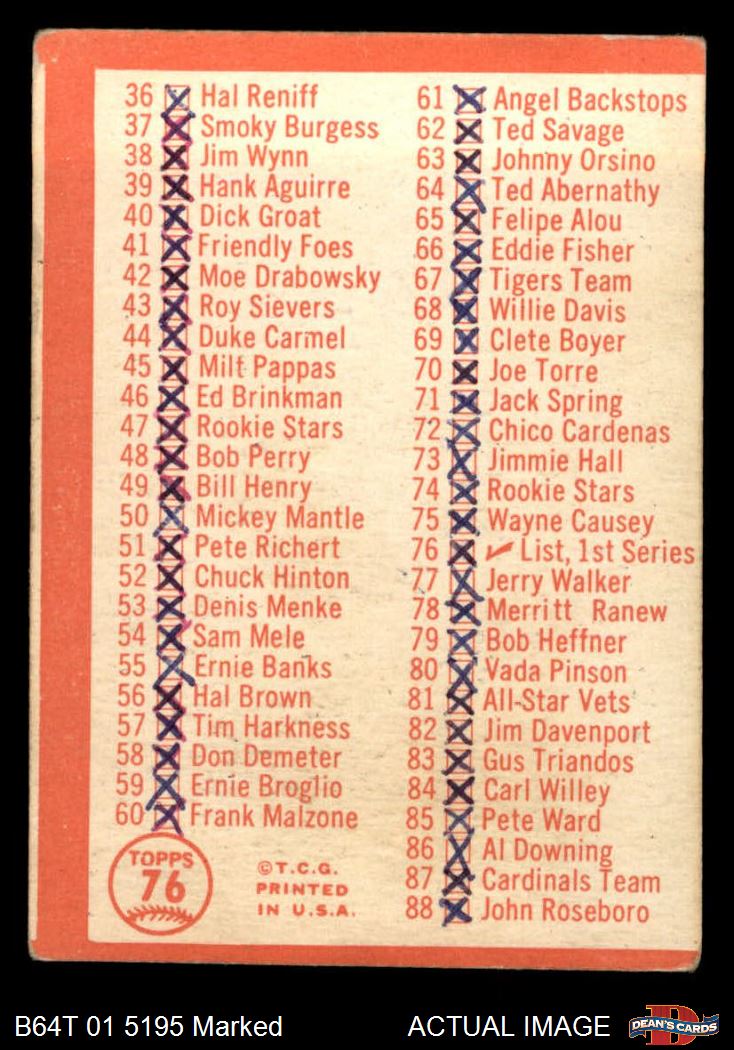 36 Hal Reniff
37 Smoky Burgess
38 Jim Wynn
39 Hank Aguirre
40 Dick Groat
41 Friendly Foes
42 Moe Drabowsky
43 Roy Sievers
44 Duke Carmel
45 Milt Pappas
46 Ed Brinkman
47 Rookie Stars
48 Bob Perry
49 Bill Henry
50 Mickey Mantle
51 Pete Richert
52 Chuck Hinton
53 Denis Menke
54 Sam Mele
55 Ernie Banks
56 Hal Brown
57 Tim Harkness
58 Don Demeter
59 Ernie Broglio
60 Frank Malzone
61 Angel Backstops
62 Ted Savage
63 Johnny Orsino
64 Ted Abernathy
65 Felipe Alou
66 Eddie Fisher
67 Tigers Team
68 Willie Davis
69 Clete Boyer
70 Joe Torre
71 Jack Spring
72 Chico Cardenas
73 Jimmie Hall
74 Rookie Stars
75 Wayne Causey
76 ✓ List, 1st Series
77 Jerry Walker
78 Merritt Ranew
79 Bob Heffner
80 Vada Pinson
81 All-Star Vets
82 Jim Davenport
83 Gus Triandos
84 Carl Willey
85 Pete Ward
86 Al Downing
87 Cardinals Team
88 John Roseboro
TOPPS
76
©T.C.G.
PRINTED
IN U.S.A.
B64T 01 5195 Marked
ACTUAL IMAGE
DEAN'S CARDS